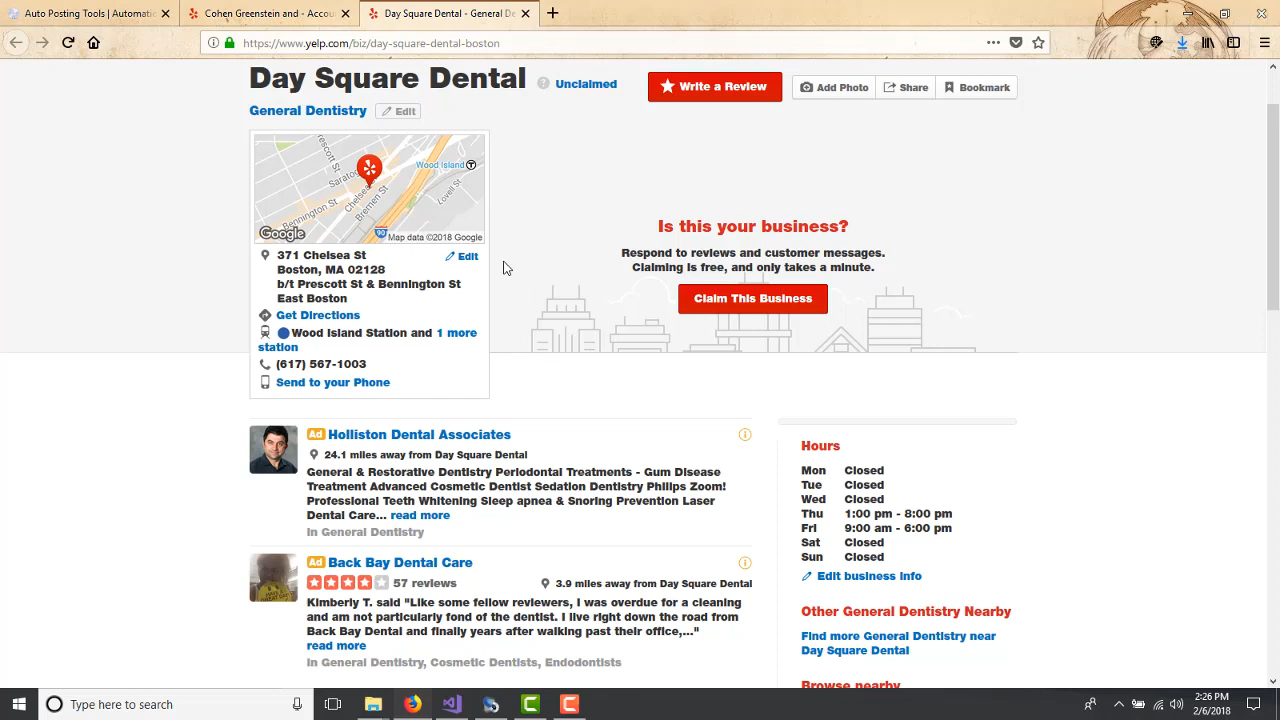 Auto Posting Tools | Automatic
Cohen Greenstein and - Accou
Day Square Dental - General De
https://www.yelp.com/biz/day-square-dental-boston
Day Square Dental
Unclaimed
Write a Review
Add Photo
Share
Bookmark
General Dentistry
Edit
Prescott St
Saratog
Chelsea
Bremen St
Bennington St
Lovell St
Wood Island
90
Google
Map data ©2018 Google
371 Chelsea St
Edit
Boston, MA 02128
b/t Prescott St & Bennington St
East Boston
Get Directions
Wood Island Station and 1 more
station
(617) 567-1003
Send to your Phone
Is this your business?
Respond to reviews and customer messages.
Claiming is free, and only takes a minute.
Claim This Business
Ad Holliston Dental Associates
24.1 miles away from Day Square Dental
General & Restorative Dentistry Periodontal Treatments - Gum Disease
Treatment Advanced Cosmetic Dentist Sedation Dentistry Philips Zoom!
Professional Teeth Whitening Sleep apnea & Snoring Prevention Laser
Dental Care... read more
In General Dentistry
Ad Back Bay Dental Care
57 reviews
3.9 miles away from Day Square Dental
Kimberly T. said "Like some fellow reviewers, I was overdue for a cleaning
and am not particularly fond of the dentist. I live right down the road from
Back Bay Dental and finally years after walking past their office,..."
read more
In General Dentistry, Cosmetic Dentists, Endodontists
Hours
Mon Closed
Tue Closed
Wed Closed
Thu 1:00 pm - 8:00 pm
Fri 9:00 am - 6:00 pm
Sat Closed
Sun Closed
Edit business info
Other General Dentistry Nearby
Find more General Dentistry near
Day Square Dental
Browse nearby
Type here to search
2:26 PM
2/6/2018